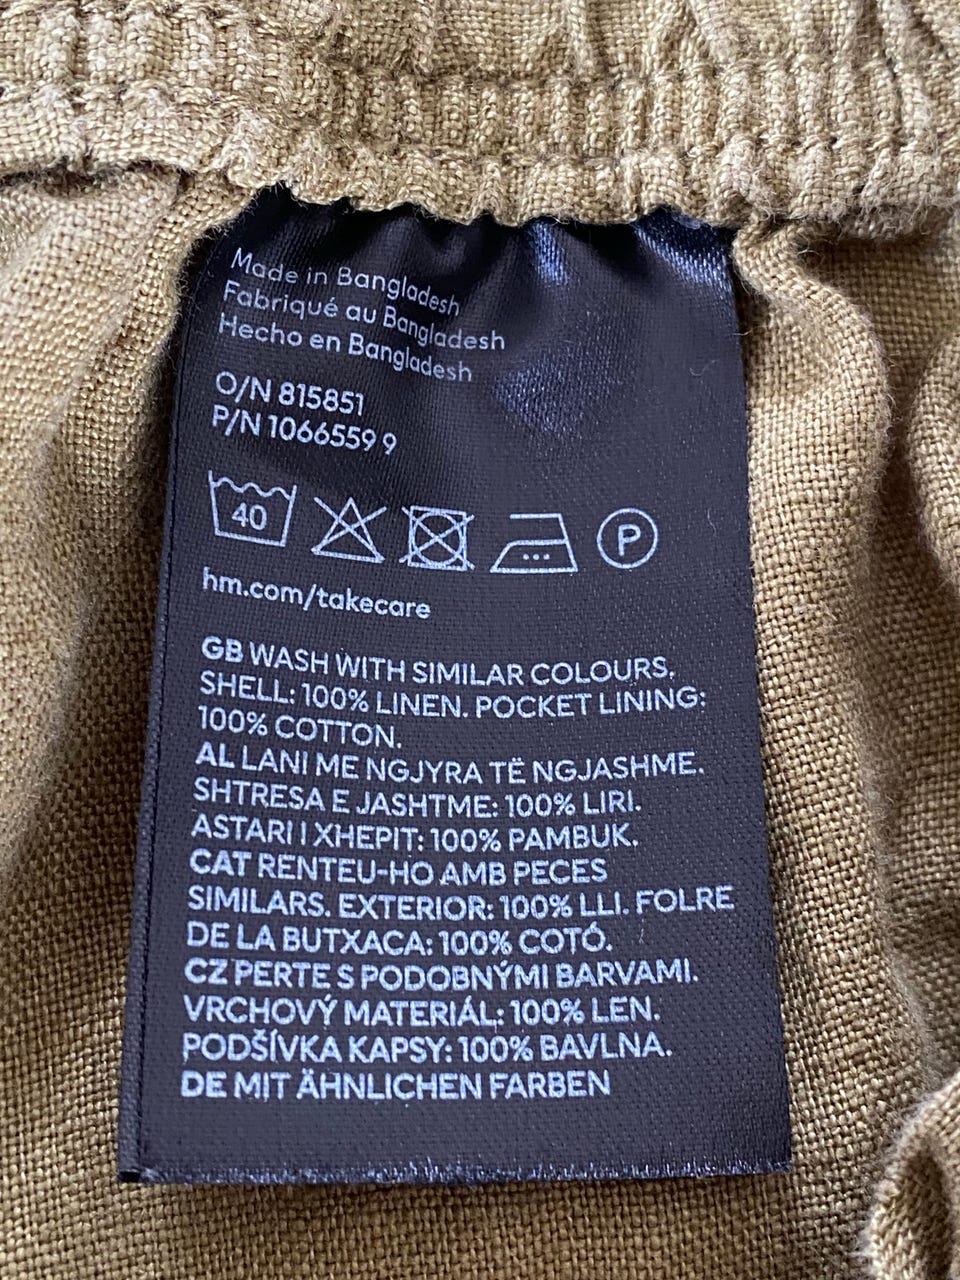 Made in Bangladesh
Fabriqué au Bangladesh
Hecho en Bangladesh
O/N 815851
P/N 1066559 9
40
P
hm.com/takecare
GB WASH WITH SIMILAR COLOURS.
SHELL: 100% LINEN. POCKET LINING:
100% COTTON.
AL LANI ME NGJYRA TË NGJASHME.
SHTRESA E JASHTME: 100% LIRI.
ASTARI I XHEPIT: 100% PAMBUK.
CAT RENTEU-HO AMB PECES
SIMILARS. EXTERIOR: 100% LLI. FOLRE
DE LA BUTXACA: 100% COTÓ.
CZ PERTE S PODOBNÝMI BARVAMI.
VRCHOVÝ MATERIÁL: 100% LEN.
PODŠÍVKA KAPSY: 100% BAVLNA.
DE MIT ÄHNLICHEN FARBEN